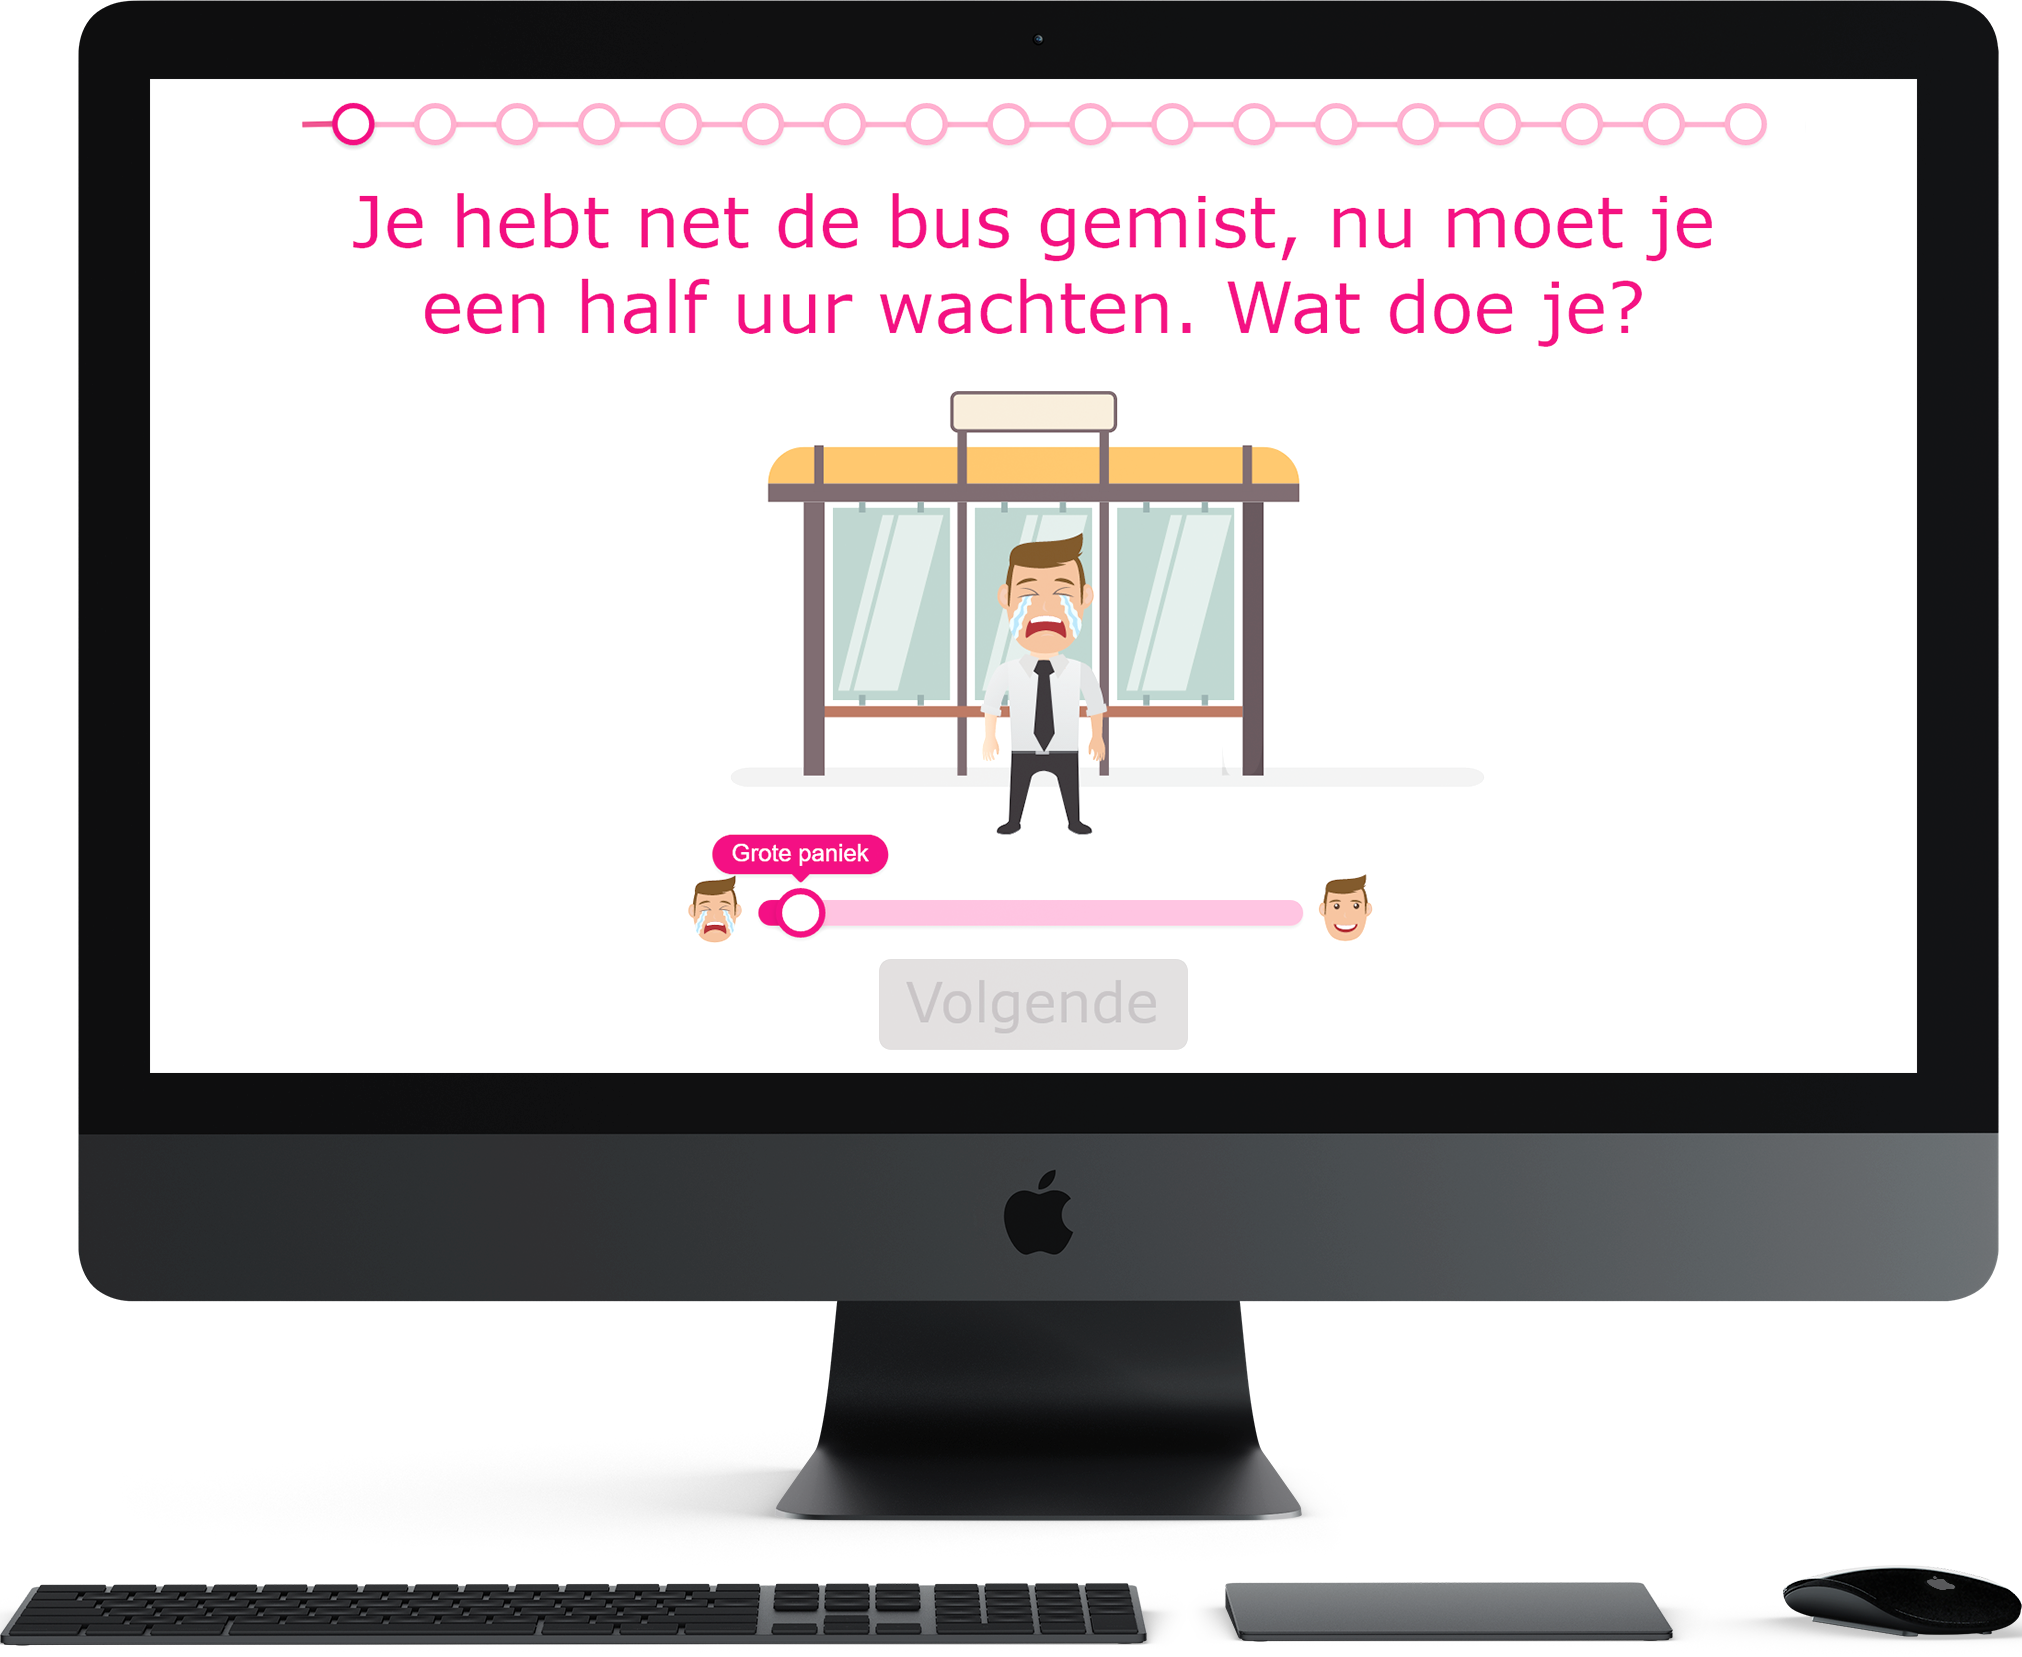 Je hebt net de bus gemist, nu moet je
een half uur wachten. Wat doe je?
Grote paniek
Volgende